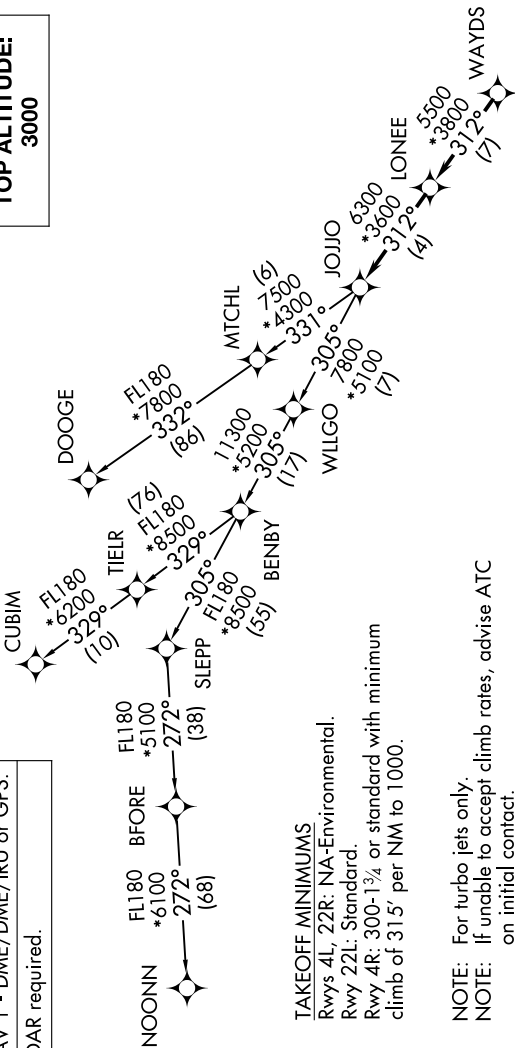 TOP ALTITUDE:
3000
DME/DME/IRU or GPS.
required.
WAYDS
5500
*3800
312°
(7)
LONEE
6300
*3600
312°
(4)
JOJJO
(6)
7500
*4300
331°
MTCHL
FL180
*7800
332°
(86)
DOOGE
305°
7800
*5100
(7)
WLLGO
11300
*5200
305°
(17)
BENBY
(76)
FL180
*8500
329°
TIELR
FL180
*6200
329°
(10)
CUBIM
305°
FL180
*8500
(55)
SLEPP
FL180
*5100
272°
(38)
BFORE
FL180
*6100
272°
(68)
NOONN
TAKEOFF MINIMUMS
Rwys 4L, 22R: NA-Environmental.
Rwy 22L: Standard.
Rwy 4R: 300-1¾ or standard with minimum
climb of 315' per NM to 1000.
NOTE: For turbo jets only.
NOTE: If unable to accept climb rates, advise ATC
on initial contact.